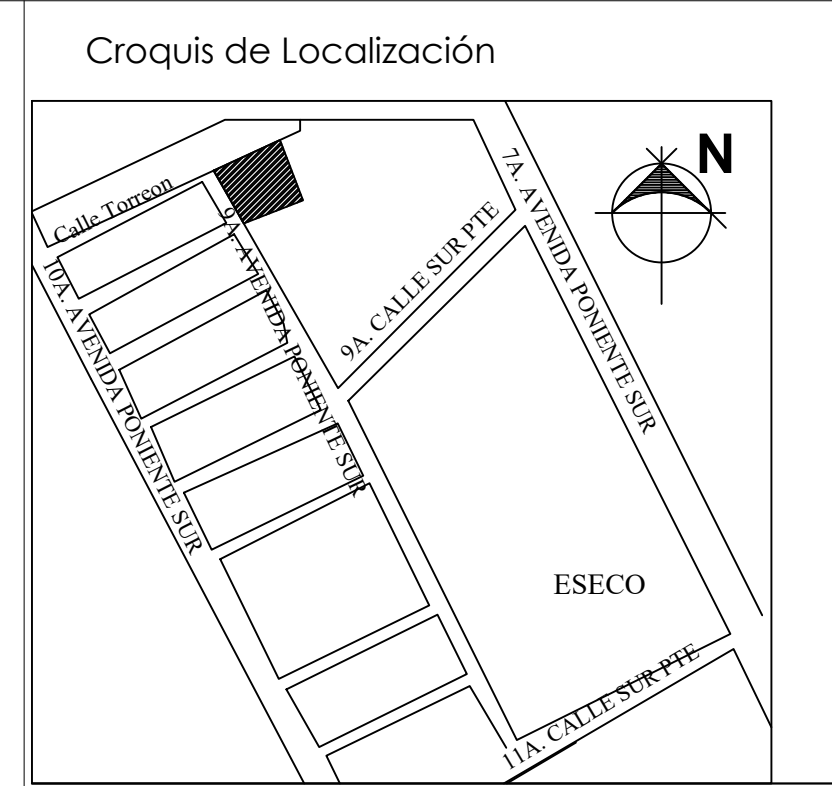 Croquis de Localización
N
Calle Torreon
9A. AVENIDA PONIENTE SUR
10A. AVENIDA PONIENTE SUR
9A. CALLE SUR PTE
7A. AVENIDA PONIENTE SUR
ESECO
11A. CALLE SUR PTE